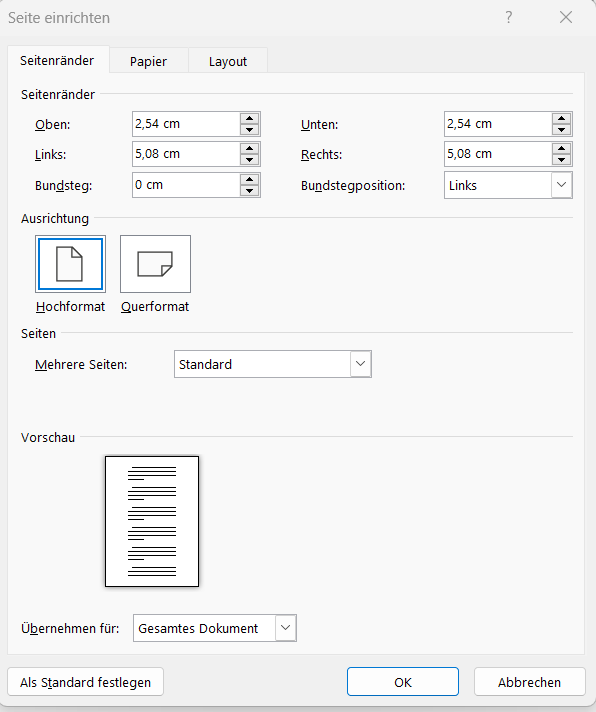 Seite einrichten ?
Seitenränder Papier Layout
Seitenränder
Oben: 2,54 cm Unten: 2,54 cm
Links: 5,08 cm Rechts: 5,08 cm
Bundsteg: 0 cm Bundstegposition: Links
Ausrichtung
Hochformat Querformat
Seiten
Mehrere Seiten: Standard
Vorschau
Übernehmen für: Gesamtes Dokument
Als Standard festlegen OK Abbrechen